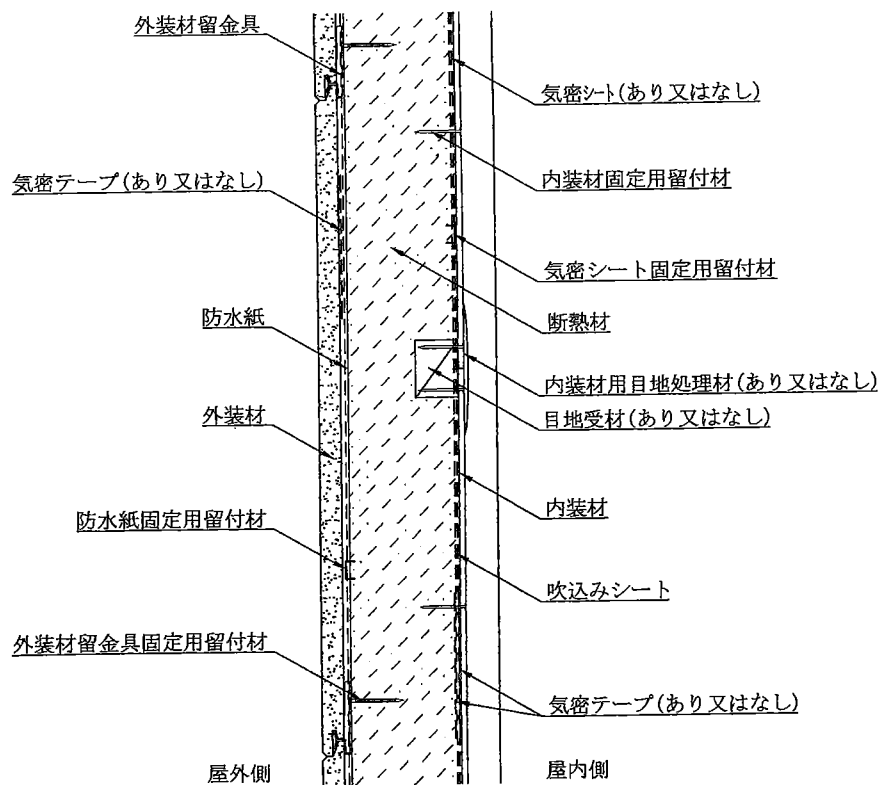 外装材留金具
気密シート(あり又はなし)
内装材固定用留付材
気密テープ(あり又はなし)
気密シート固定用留付材
防水紙
断熱材
内装材用目地処理材(あり又はなし)
外装材
目地受材(あり又はなし)
内装材
防水紙固定用留付材
吹込みシート
外装材留金具固定用留付材
気密テープ(あり又はなし)
屋外側
屋内側